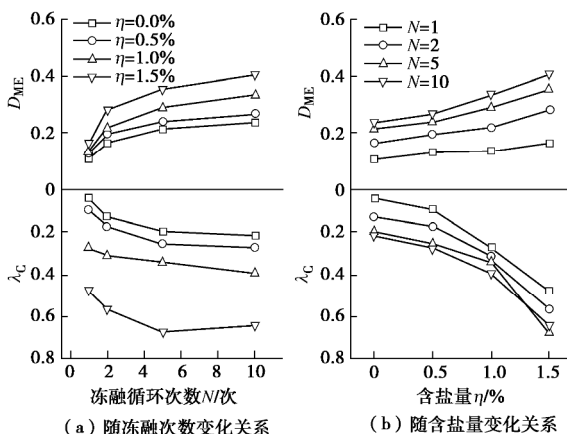 0.6
0.4
0.2
0
0.2
0.4
0.6
0.8
D_ME
λ_C
η=0.0%
η=0.5%
η=1.0%
η=1.5%
0 2 4 6 8 10
冻融循环次数N/次
(a)随冻融次数变化关系
0.6
0.4
0.2
0
0.2
0.4
0.6
0.8
D_ME
λ_C
N=1
N=2
N=5
N=10
0 0.5 1.0 1.5
含盐量η/%
(b)随含盐量变化关系